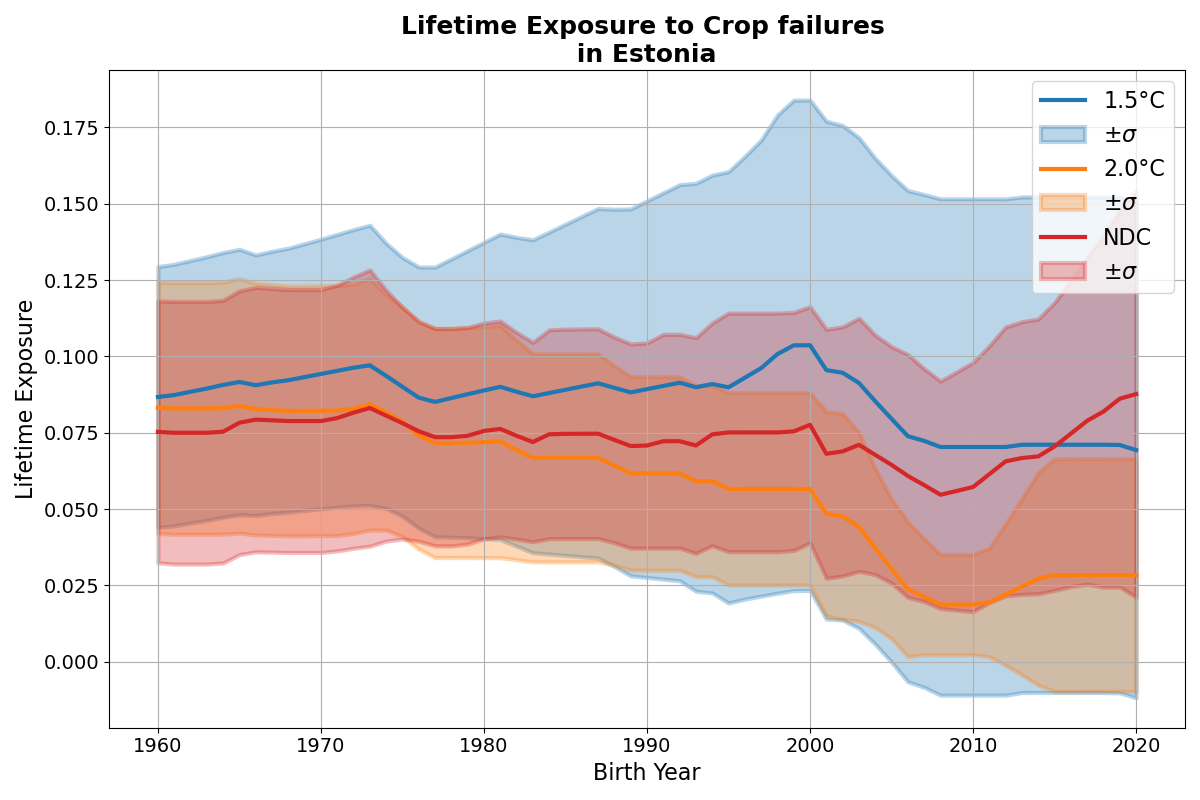 Lifetime Exposure to Crop failures
in Estonia
Lifetime Exposure
0.175
0.150
0.125
0.100
0.075
0.050
0.025
0.000
1.5°C
±σ
2.0°C
±σ
NDC
±σ
1960
1970
1980
1990
2000
2010
2020
Birth Year